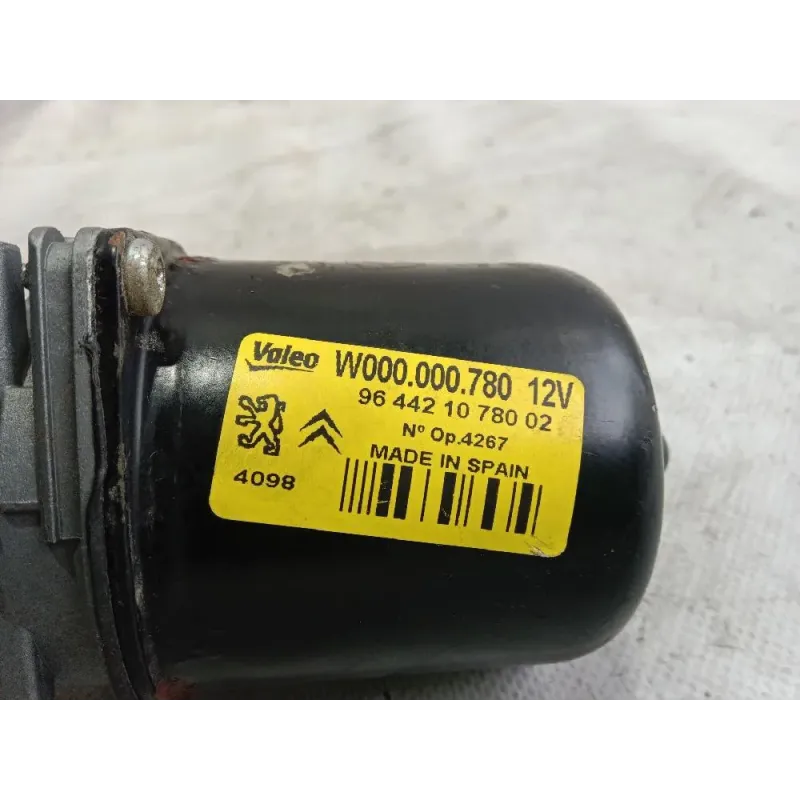 Valeo W000.000.780 12V
96 442 10 780 02
Nº Op.4267
MADE IN SPAIN
4098